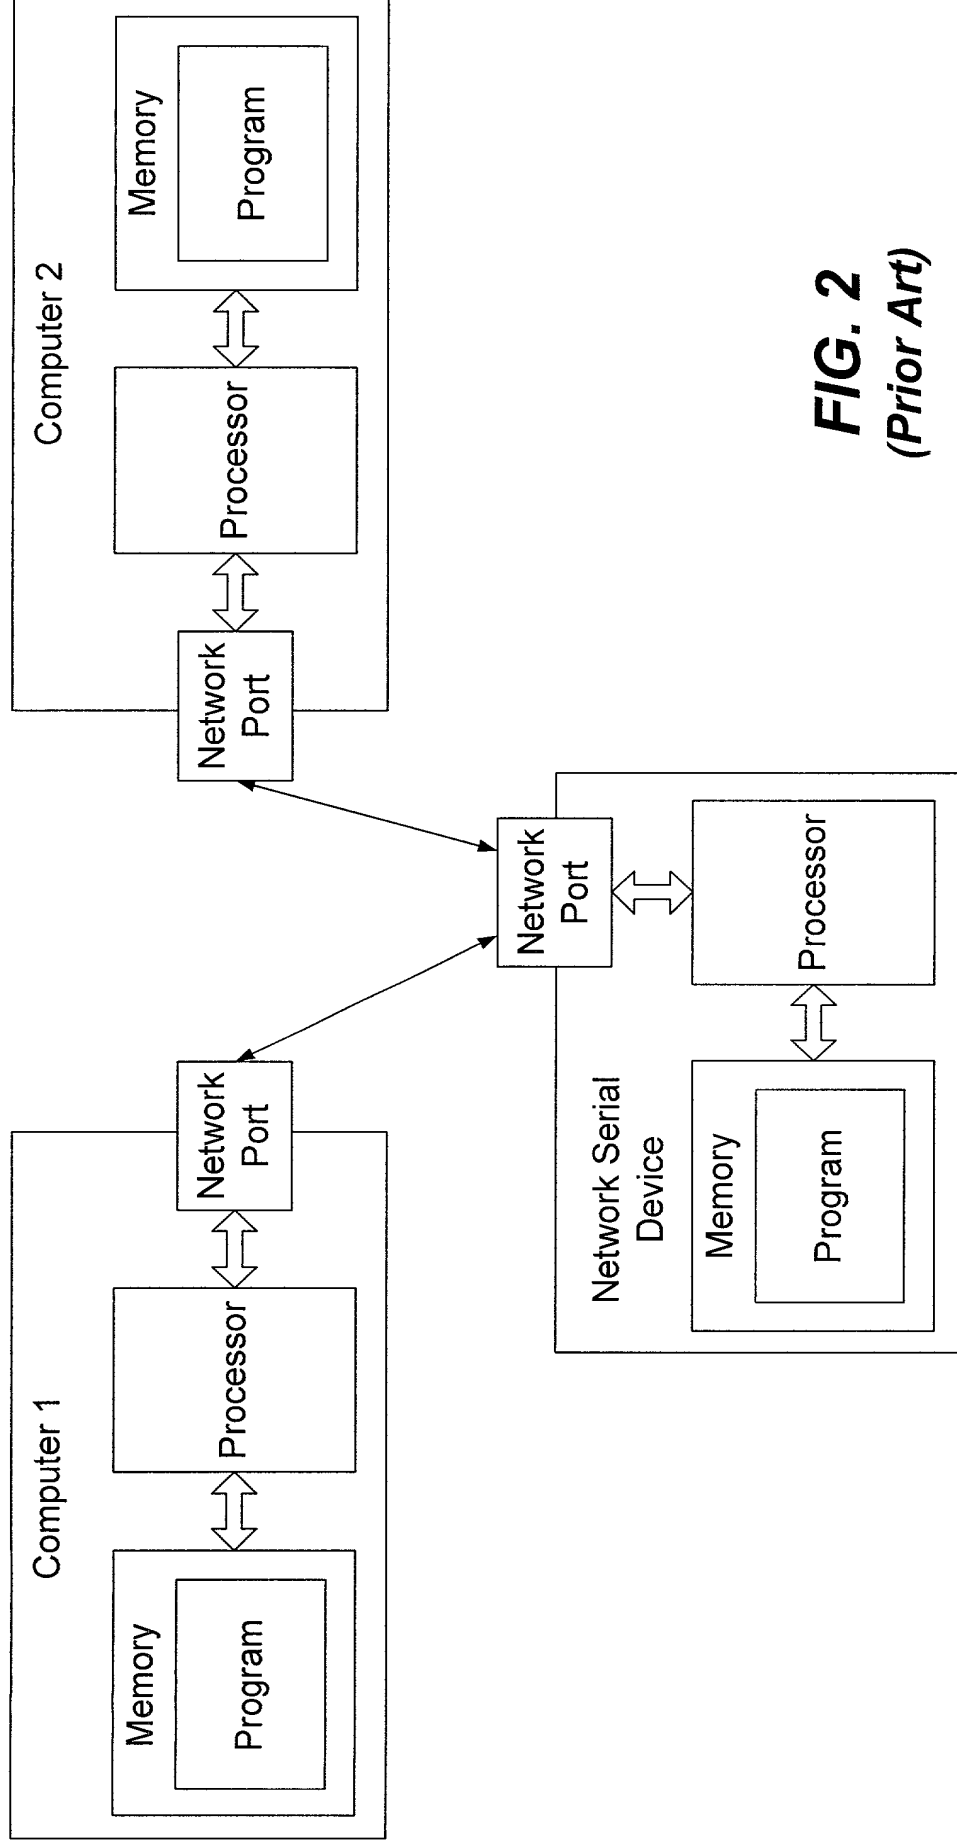 Computer 1
Memory
Program
Processor
Network
Port
Computer 2
Network
Port
Processor
Memory
Program
Network Serial
Device
Network
Port
Memory
Program
Processor
FIG. 2
(Prior Art)